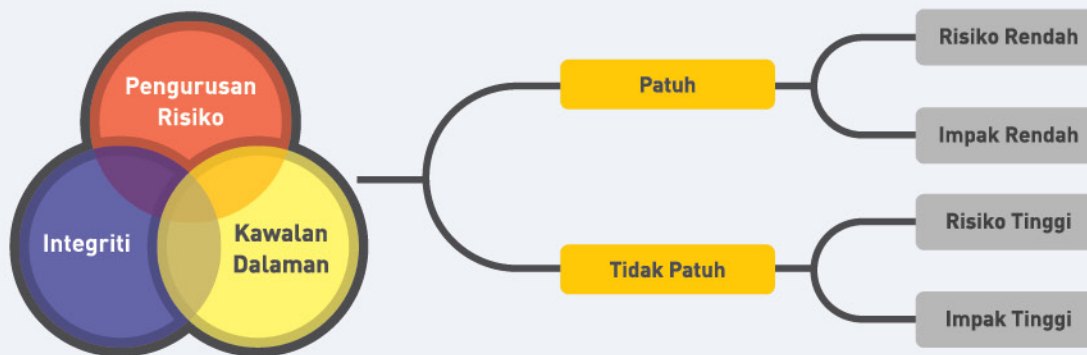 Pengurusan
Risiko
Integriti
Kawalan
Dalaman
Patuh
Tidak Patuh
Risiko Rendah
Impak Rendah
Risiko Tinggi
Impak Tinggi